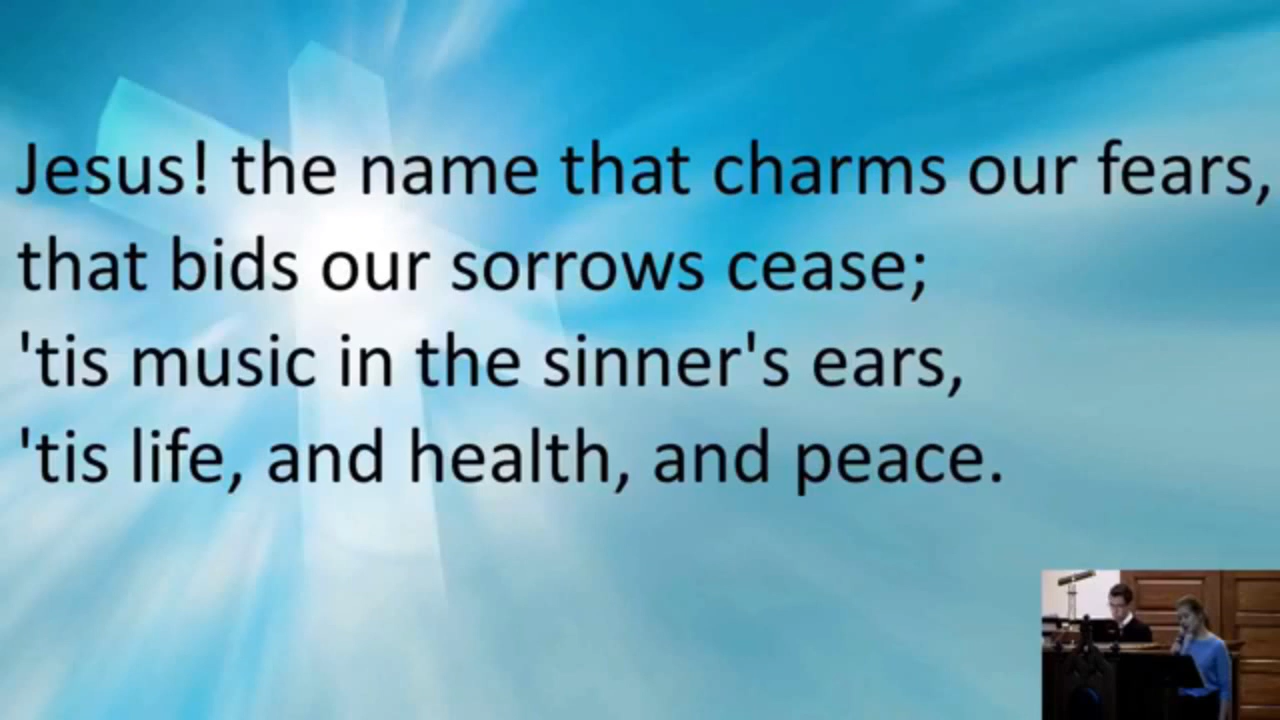 Jesus! the name that charms our fears,
that bids our sorrows cease;
'tis music in the sinner's ears,
'tis life, and health, and peace.